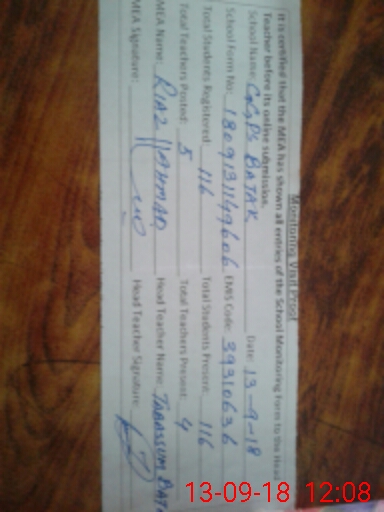 Monitoring Visit Proof
It is certified that the MEA has shown all entries of the School Monitoring Form to the Head
Teacher before its online submission.
School Name: GGPS BATAK Date: 13-9-18
School Form No: EMIS Code: 39310636
Total Students Registered: 116 Total Students Present: 116
Total Teachers Posted: 5 Total Teachers Present: 4
MEA Name: RIAZ AHMAD Head Teacher Name: TABASSUM
MEA Signature: Head Teacher Signature:
13-09-18 12:08